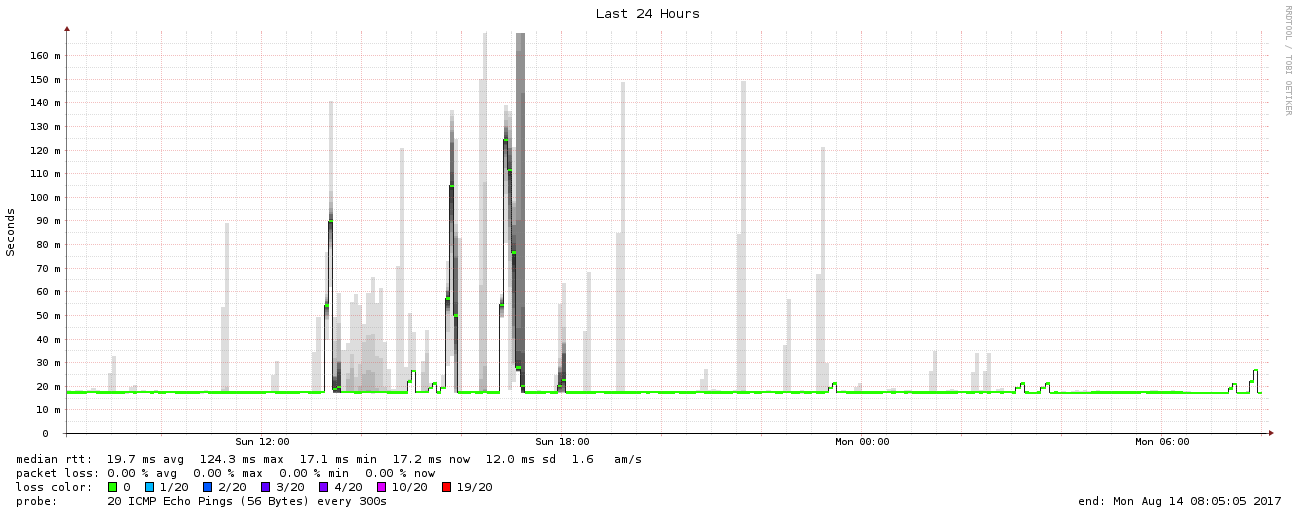 Last 24 Hours
RRDTOOL / TOBI OETIKER
Seconds
160 m
150 m
140 m
130 m
120 m
110 m
100 m
90 m
80 m
70 m
60 m
50 m
40 m
30 m
20 m
10 m
0
Sun 12:00 Sun 18:00 Mon 00:00 Mon 06:00
median rtt: 19.7 ms avg 124.3 ms max 17.1 ms min 17.2 ms now 12.0 ms sd 1.6 am/s
packet loss: 0.00 % avg 0.00 % max 0.00 % min 0.00 % now
loss color: 0 1/20 2/20 3/20 4/20 10/20 19/20
probe: 20 ICMP Echo Pings (56 Bytes) every 300s end: Mon Aug 14 08:05:05 2017